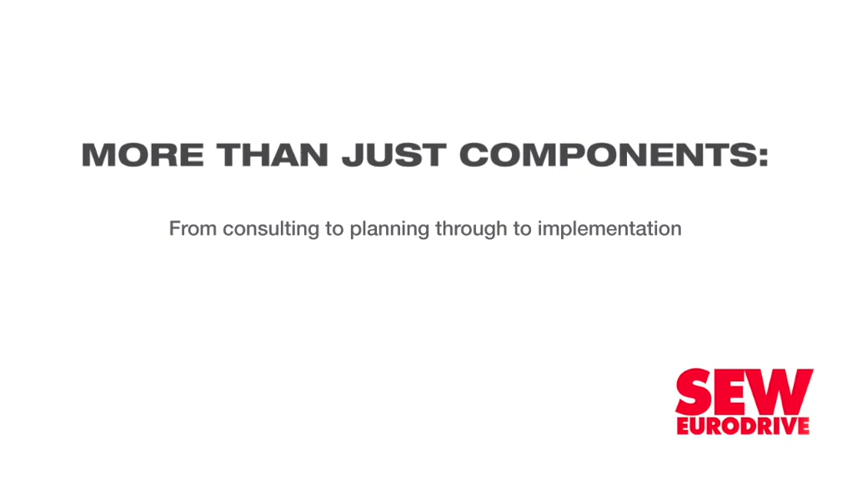 MORE THAN JUST COMPONENTS:
From consulting to planning through to implementation
SEW
EURODRIVE